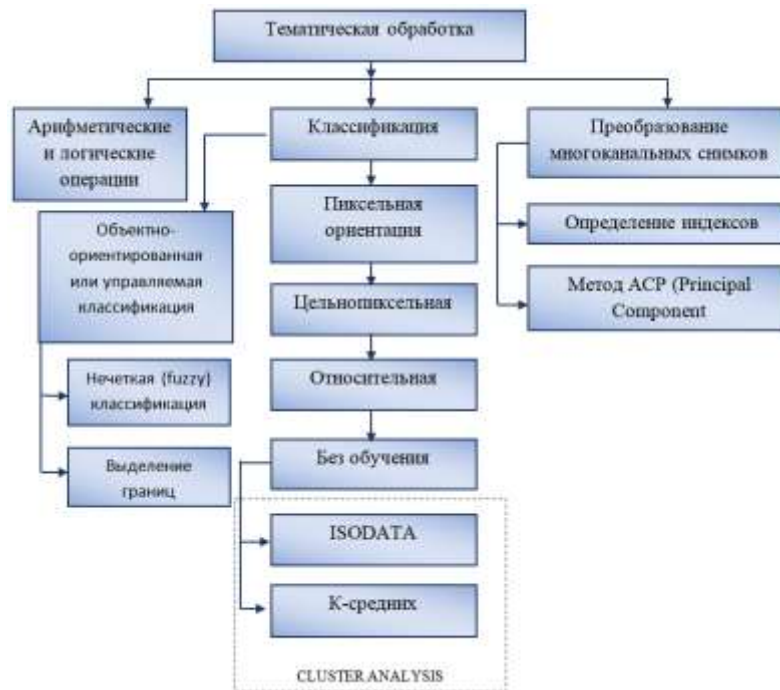 Тематическая обработка
Арифметические
и логические
операции
Классификация
Преобразование
многоканальных снимков
Объектно-
ориентированная
или управляемая
классификация
Пиксельная
ориентация
Определение индексов
Цельнопиксельная
Метод ACP (Principal
Component
Нечеткая (fuzzy)
классификация
Относительная
Выделение
границ
Без обучения
ISODATA
К-средних
CLUSTER ANALYSIS